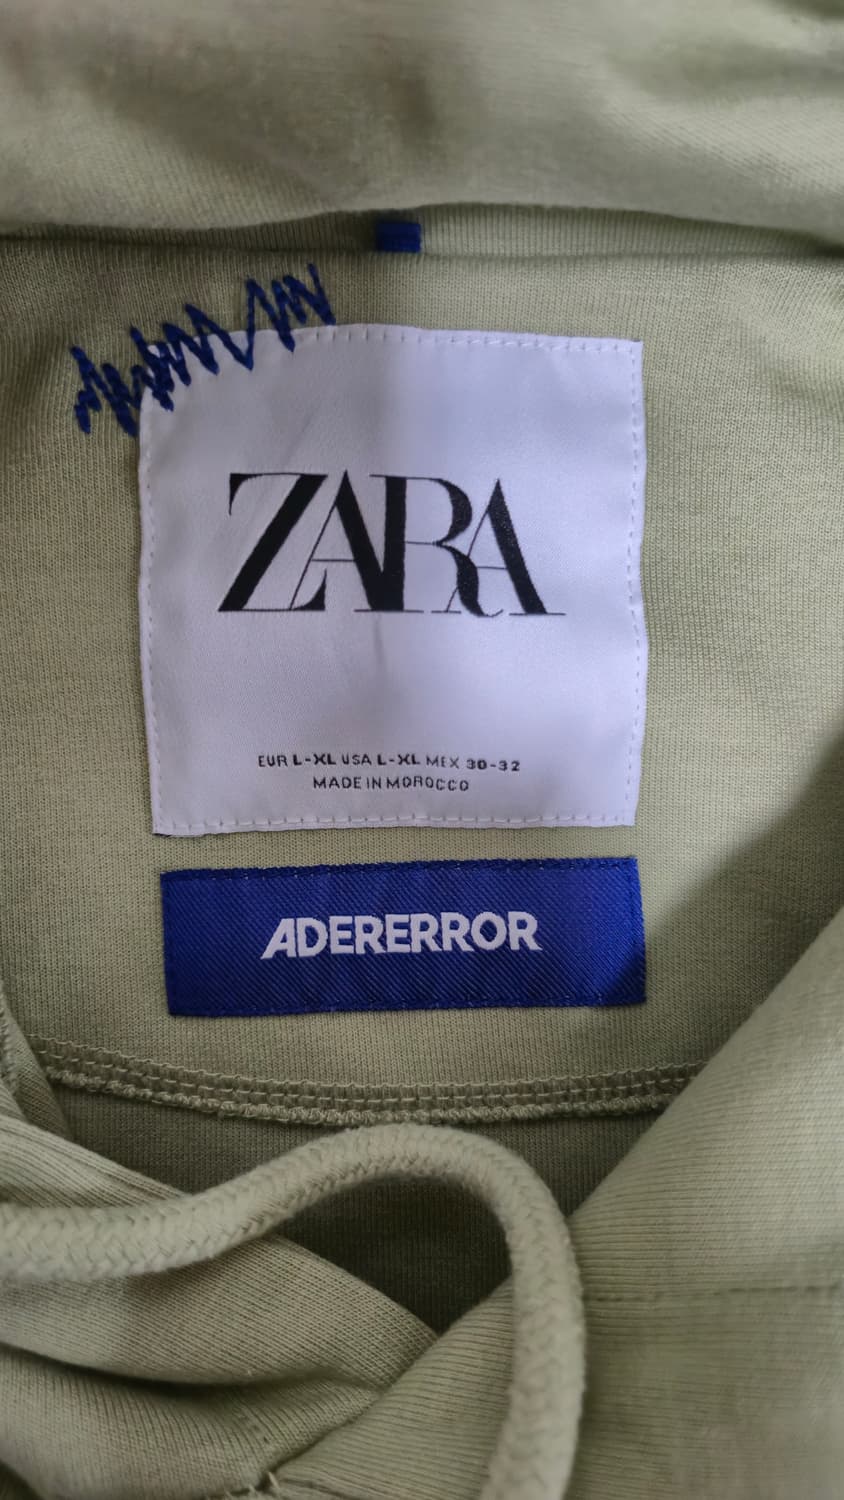 ZARA
EUR L-XL USA L-XL MEX 30-32
MADE IN MOROCCO
ADERERROR